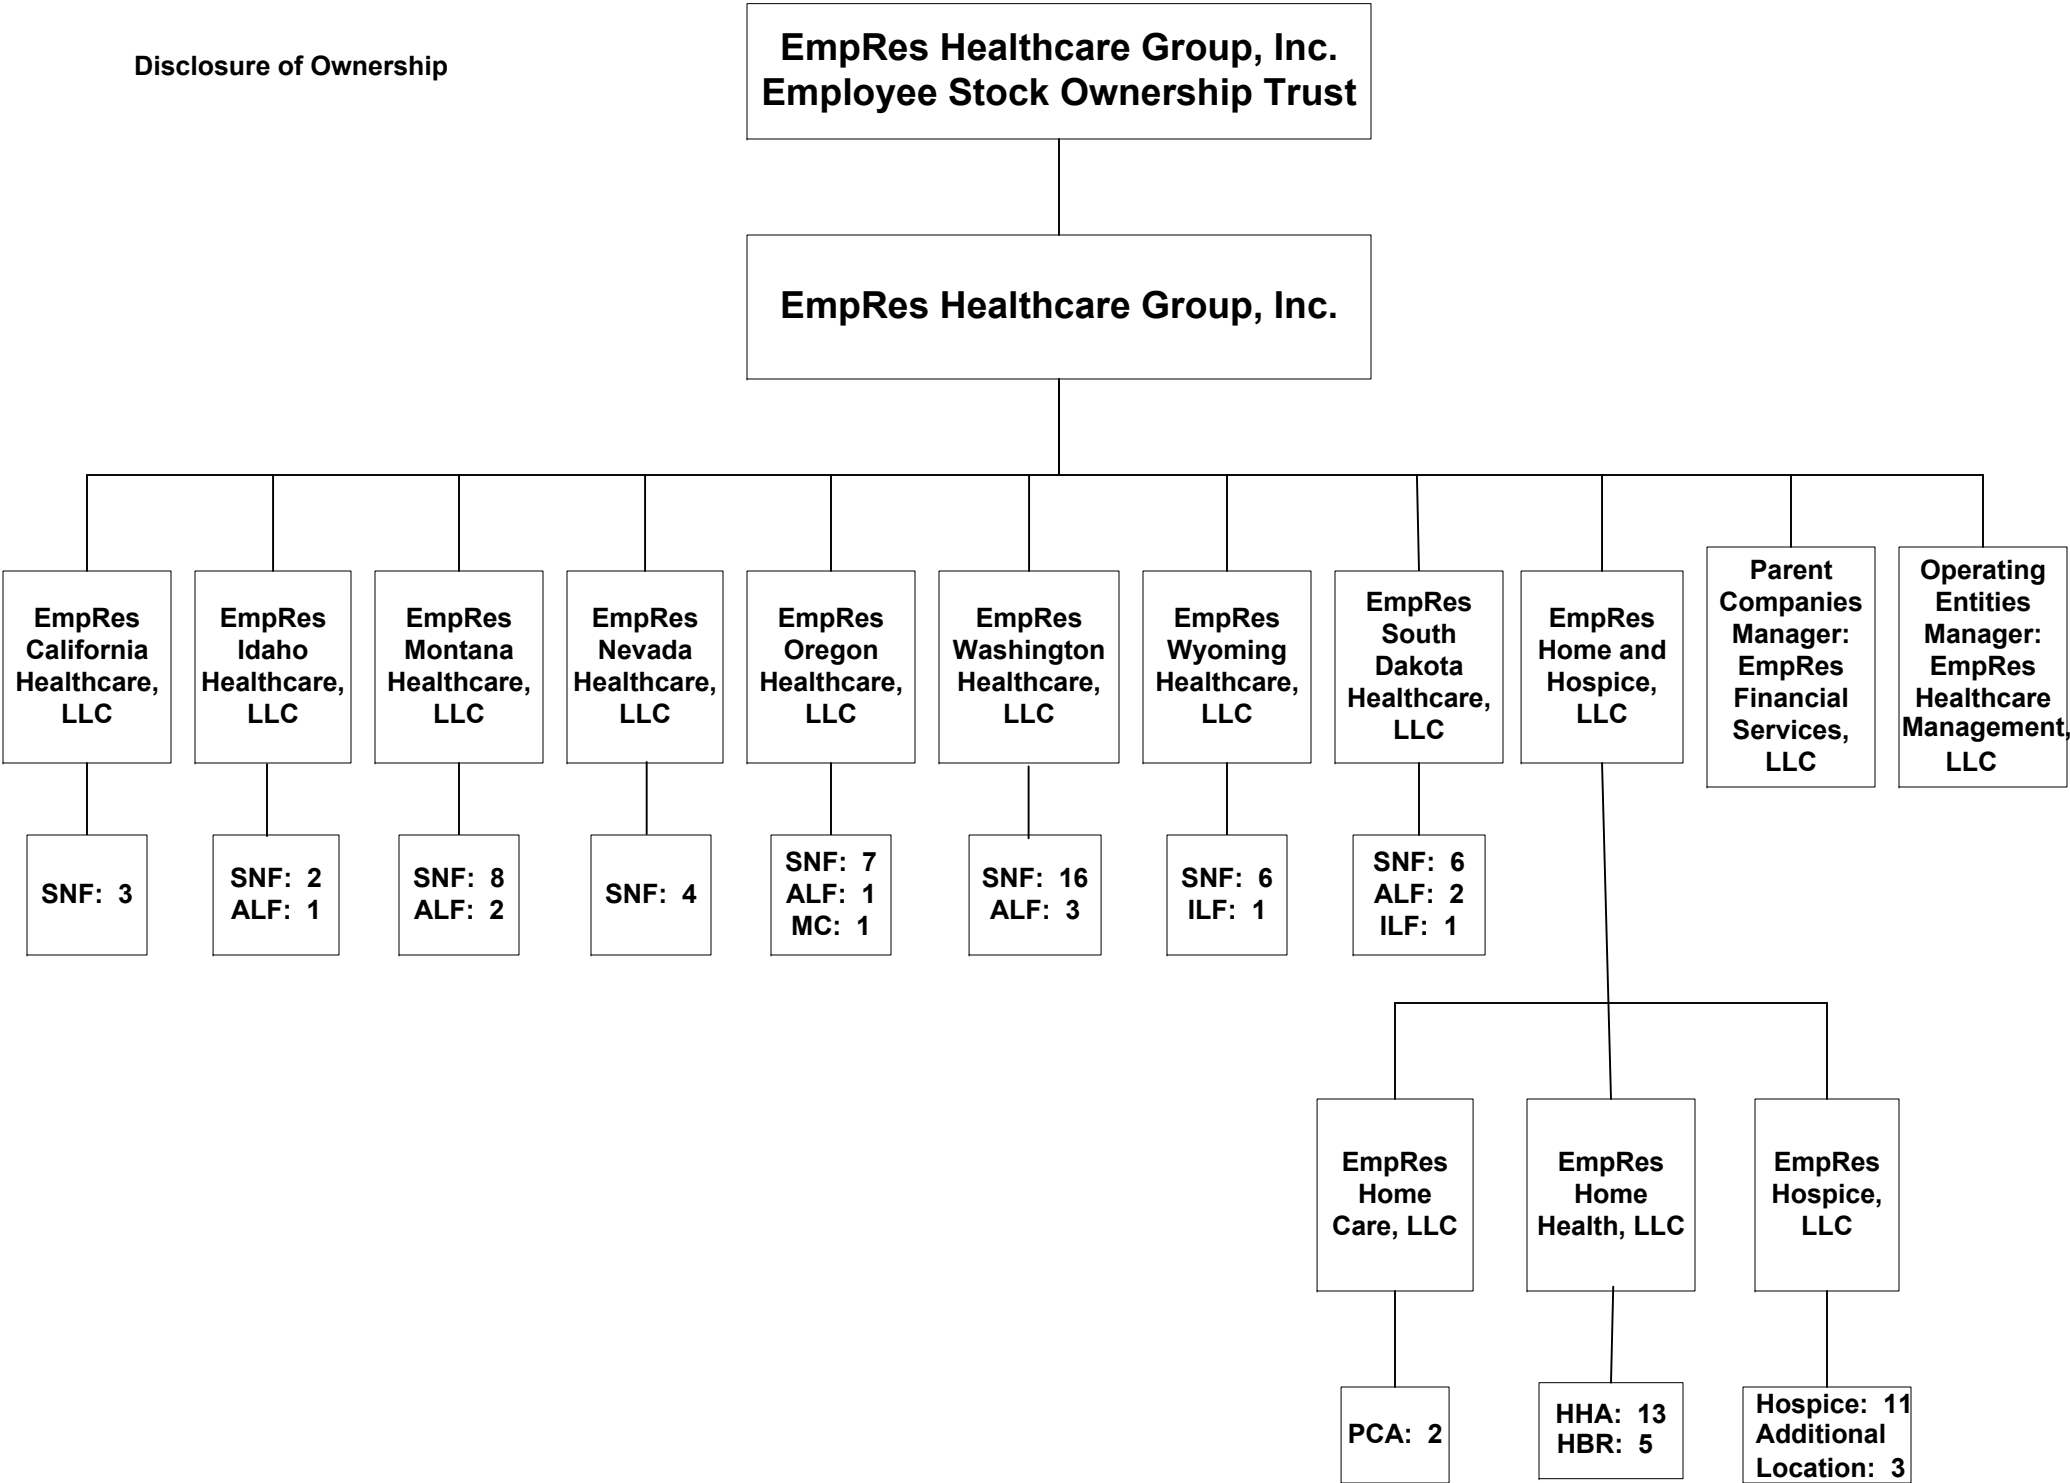 Disclosure of Ownership
EmpRes Healthcare Group, Inc.
Employee Stock Ownership Trust
EmpRes Healthcare Group, Inc.
EmpRes
California
Healthcare,
LLC
EmpRes
Idaho
Healthcare,
LLC
EmpRes
Montana
Healthcare,
LLC
EmpRes
Nevada
Healthcare,
LLC
EmpRes
Oregon
Healthcare,
LLC
EmpRes
Washington
Healthcare,
LLC
EmpRes
Wyoming
Healthcare,
LLC
EmpRes
South
Dakota
Healthcare,
LLC
EmpRes
Home and
Hospice,
LLC
Parent
Companies
Manager:
EmpRes
Financial
Services,
LLC
Operating
Entities
Manager:
EmpRes
Healthcare
Management,
LLC
SNF: 3
SNF: 2
ALF: 1
SNF: 8
ALF: 2
SNF: 4
SNF: 7
ALF: 1
MC: 1
SNF: 16
ALF: 3
SNF: 6
ILF: 1
SNF: 6
ALF: 2
ILF: 1
EmpRes
Home
Care, LLC
EmpRes
Home
Health, LLC
EmpRes
Hospice,
LLC
PCA: 2
HHA: 13
HBR: 5
Hospice: 11
Additional
Location: 3